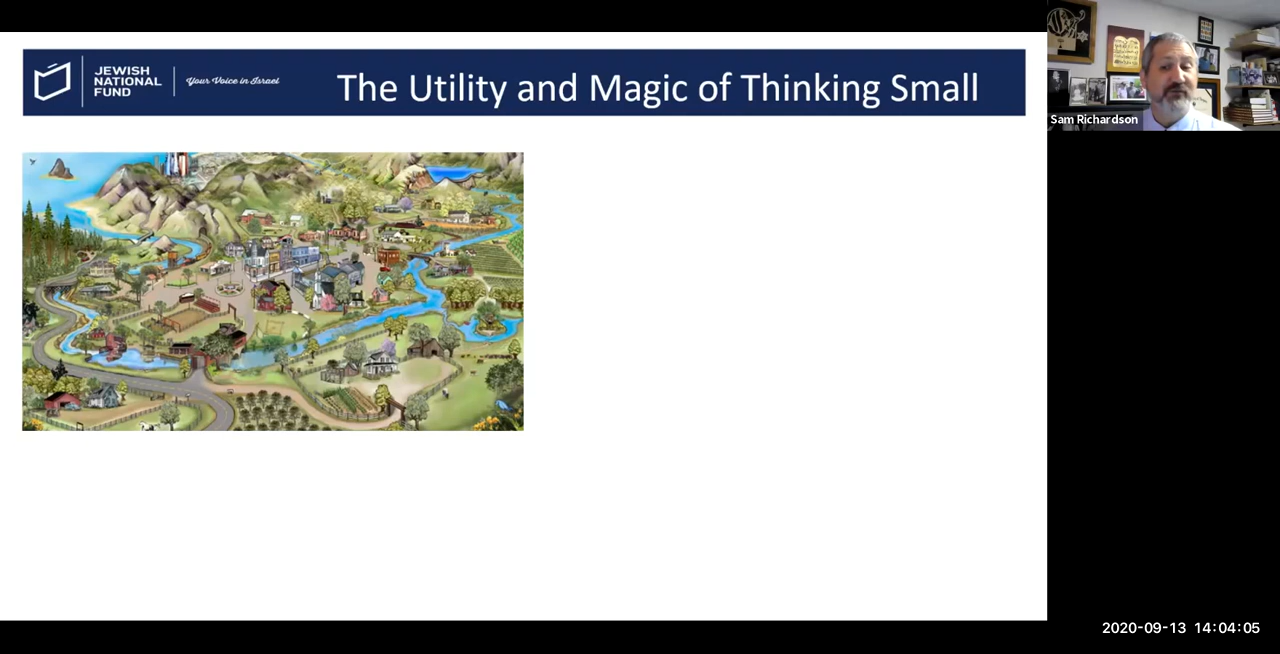 JEWISH
NATIONAL
FUND
Your Voice in Israel
The Utility and Magic of Thinking Small
Sam Richardson
2020-09-13 14:04:05